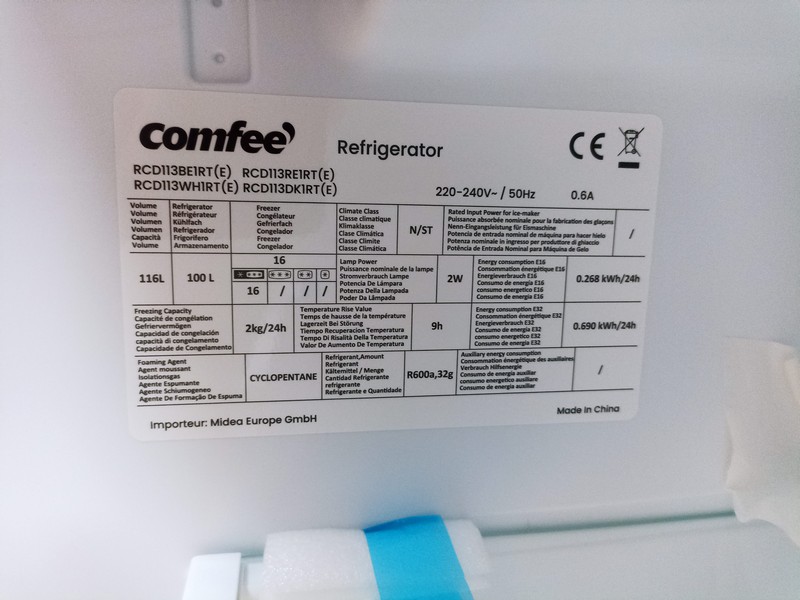 comfee'
Refrigerator
CE
RCD113BE1RT(E) RCD113RE1RT(E)
RCD113WH1RT(E) RCD113DK1RT(E)
220-240V~ / 50Hz 0.6A
Volume
Volume
Volumen
Volumen
Capacità
Volume
Refrigerator
Réfrigérateur
Kühlfach
Refrigerador
Frigorifero
Armazenamento
Freezer
Congélateur
Gefrierfach
Congelador
Freezer
Congelador
Climate Class
Classe climatique
Klimaklasse
Clase Climática
Classe Climite
Classe Climática
N/ST
Rated Input Power for ice-maker
Puissance absorbée nominale pour la fabrication des glaçons
Nenn-Eingangsleistung für Eismaschine
Potencia de entrada nominal de máquina para hacer hielo
Potenza nominale in ingresso per produttore di ghiaccio
Potência Nominal de Entrada para Máquina de Gelo
/
116L
100 L
16
16 / / /
Lamp Power
Puissance nominale de la lampe
Stromverbrauch Lampe
Potencia De Lámpara
Potenza Della Lampada
Poder Da Lâmpada
2W
Energy consumption E16
Consommation énergétique E16
Energieverbrauch E16
Consumo de energía E16
consumo energetico E16
Consumo de energia E16
0.268 kWh/24h
Freezing Capacity
Capacité de congélation
Gefriervermögen
Capacidad de congelación
capacità di congelamento
Capacidade de Congelamento
2kg/24h
Temperature Rise Value
Temps de hausse de la température
Lagerzeit Bei Störung
Tiempo Recuperacion Temperatura
Tempo Di Risalità Della Temperatura
Valor De Aumento De Temperatura
9h
Energy consumption E32
Consommation énergétique E32
Energieverbrauch E32
Consumo de energía E32
consumo energetico E32
Consumo de energia E32
0.690 kWh/24h
Foaming Agent
Agent moussant
Isolationsgas
Agente Espumante
Agente Schiumogeno
Agente De Formação De Espuma
CYCLOPENTANE
Refrigerant,Amount
Refrigerant
Kältemittel / Menge
Cantidad Refrigerante
refrigerante
Refrigerante e Quantidade
R600a,32g
Auxiliary energy consumption
Consommation énergétique des auxiliaires
Verbrauch Hilfsenergie
Consumo de energía auxiliar
consumo energetico ausiliare
Consumo de energia auxiliar
/
Importeur: Midea Europe GmbH
Made In China